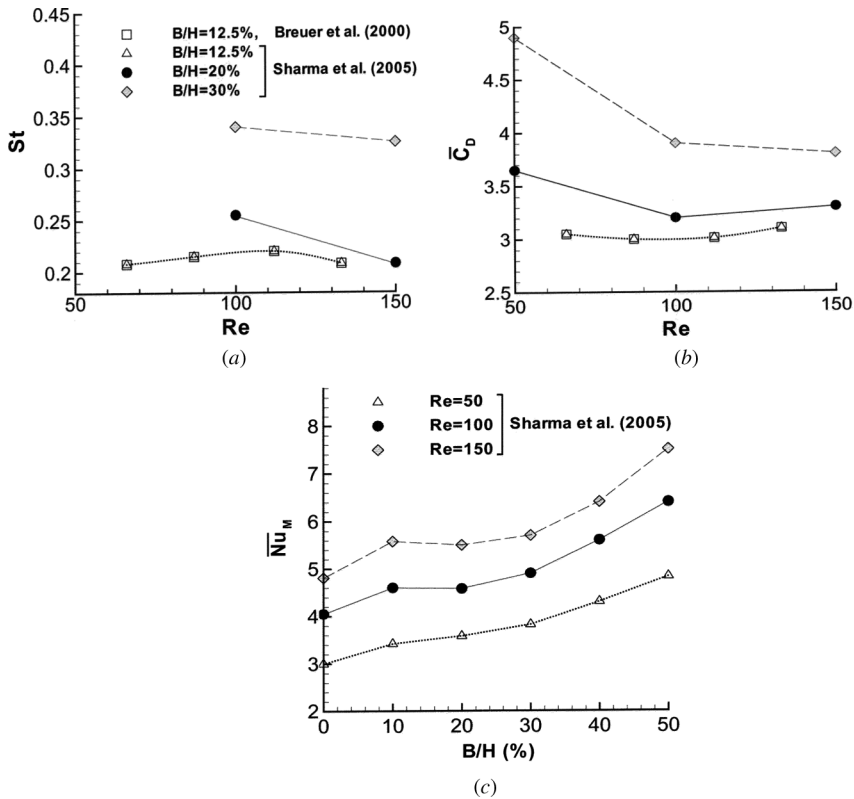 0.45
0.4
0.35
0.3
0.25
0.2
St
B/H=12.5%, Breuer et al. (2000)
B/H=12.5%
B/H=20%
B/H=30%
Sharma et al. (2005)
50 100 150
Re
(a)
5
4.5
4
3.5
3
2.5
C̅D
50 100 150
Re
(b)
8
7
6
5
4
3
2
N̅u̅M
Re=50
Re=100
Re=150
Sharma et al. (2005)
0 10 20 30 40 50
B/H (%)
(c)